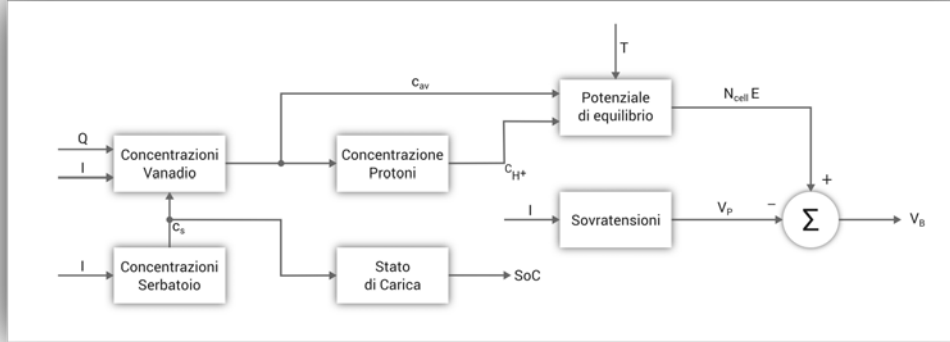 T
c_av
Potenziale
di equilibrio
N_cell E
Q
I
Concentrazioni
Vanadio
Concentrazione
Protoni
c_H+
+
−
I
Sovratensioni
V_P
Σ
V_B
c_s
I
Concentrazioni
Serbatoio
Stato
di Carica
SoC